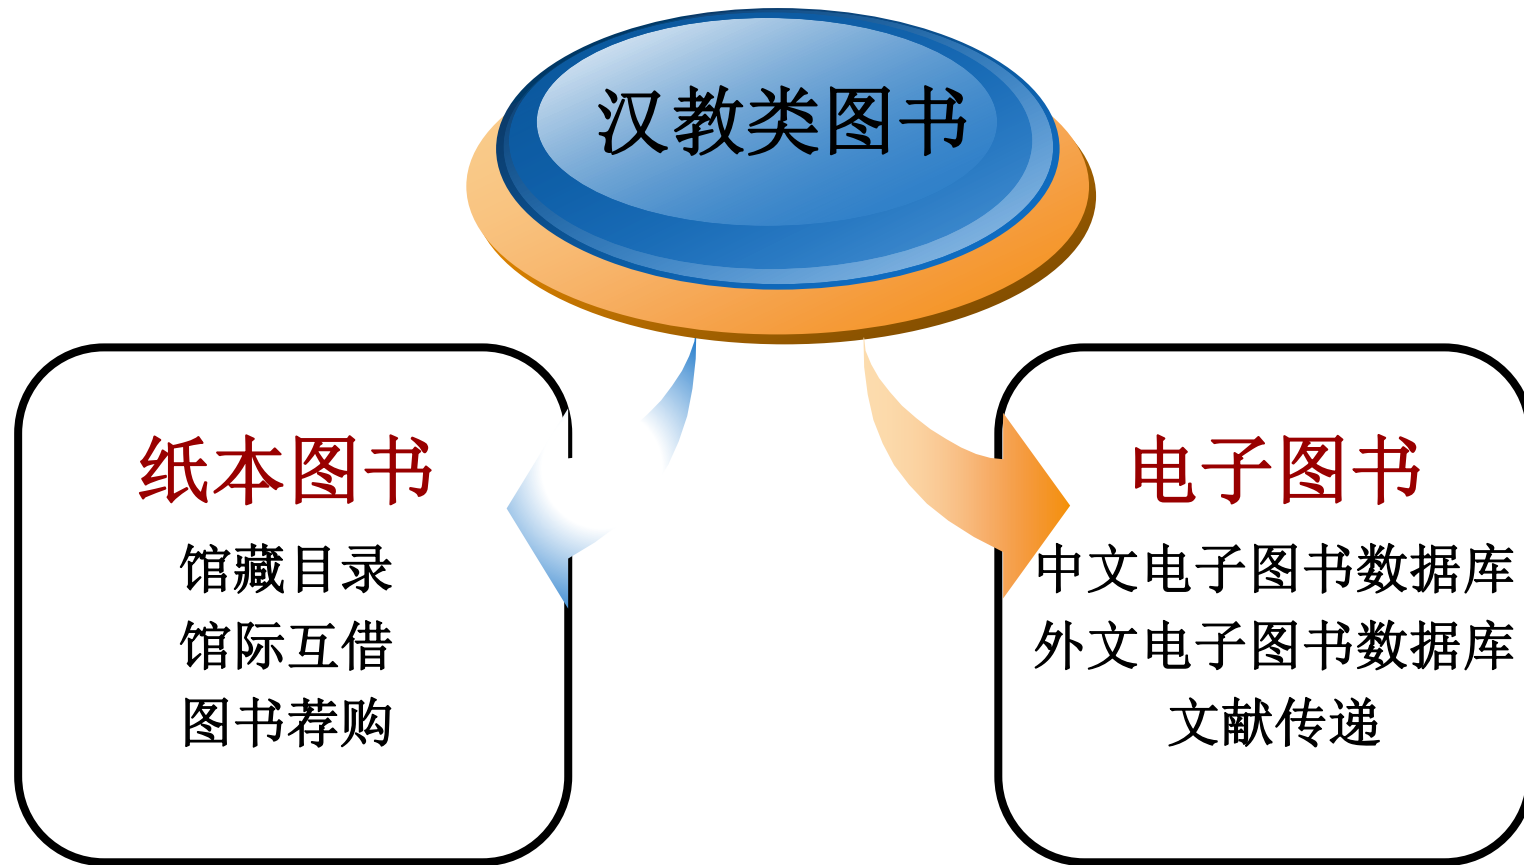 汉教类图书
纸本图书
馆藏目录
馆际互借
图书荐购
电子图书
中文电子图书数据库
外文电子图书数据库
文献传递